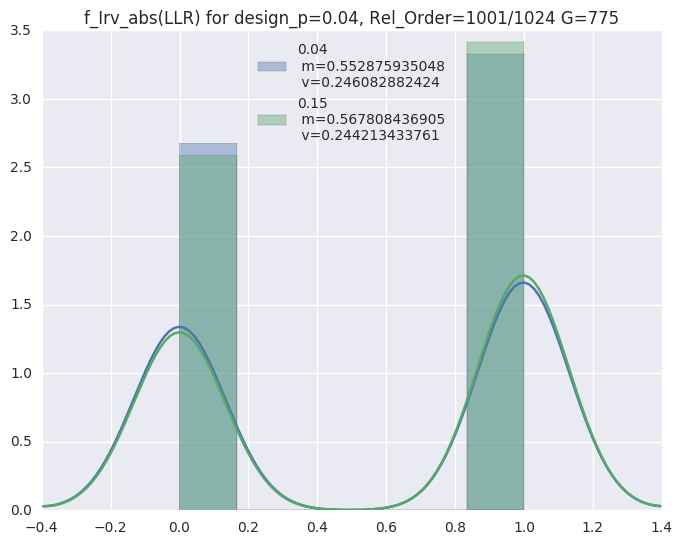 f_Irv_abs(LLR) for design_p=0.04, Rel_Order=1001/1024 G=775
3.5
3.0
2.5
2.0
1.5
1.0
0.5
0.0
0.04
m=0.552875935048
v=0.246082882424
0.15
m=0.567808436905
v=0.244213433761
−0.4 −0.2 0.0 0.2 0.4 0.6 0.8 1.0 1.2 1.4